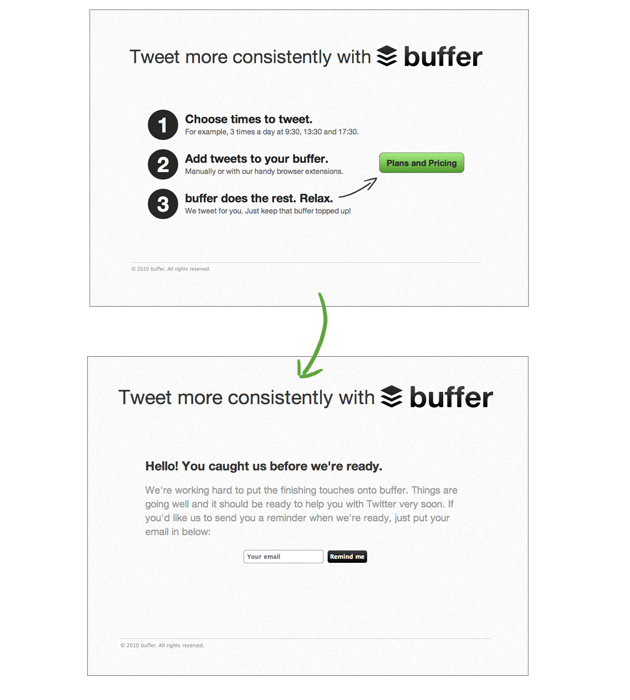 Tweet more consistently with buffer
1 Choose times to tweet.
For example, 3 times a day at 9:30, 13:30 and 17:30.
2 Add tweets to your buffer.
Manually or with our handy browser extensions.
Plans and Pricing
3 buffer does the rest. Relax.
We tweet for you. Just keep that buffer topped up!
© 2010 buffer. All rights reserved.
Tweet more consistently with buffer
Hello! You caught us before we're ready.
We're working hard to put the finishing touches onto buffer. Things are
going well and it should be ready to help you with Twitter very soon. If
you'd like us to send you a reminder when we're ready, just put your
email in below:
Your email Remind me
© 2010 buffer. All rights reserved.